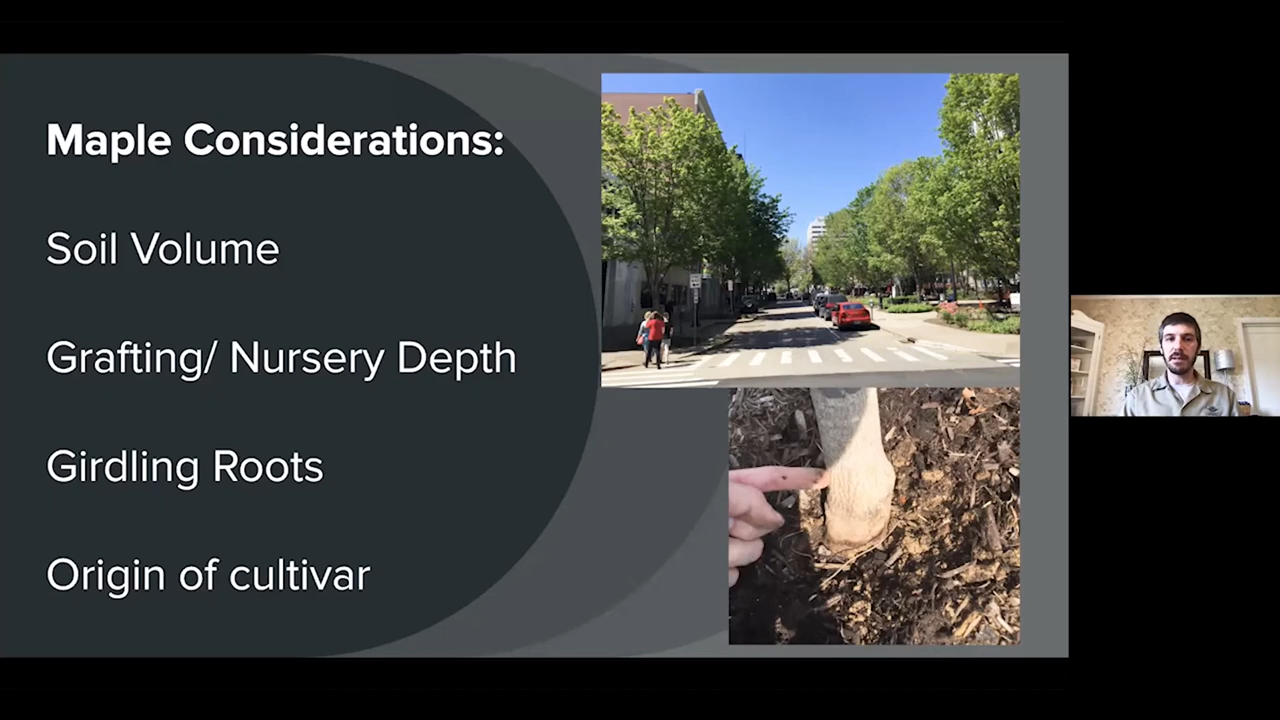 Maple Considerations:
Soil Volume
Grafting/ Nursery Depth
Girdling Roots
Origin of cultivar